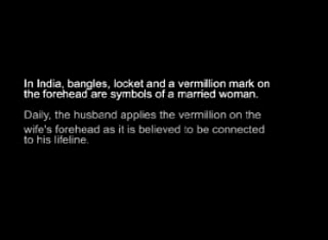 In India, bangles, locket and a vermillion mark on
the forehead are symbols of a married woman.
Daily, the husband applies the vermillion on the
wife's forehead as it is believed to be connected
to his lifeline.